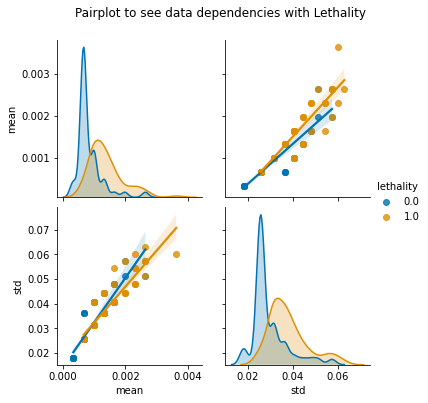 Pairplot to see data dependencies with Lethality
0.003
0.002
0.001
mean
lethality
0.0
1.0
0.07
0.06
0.05
0.04
0.03
0.02
std
0.000 0.002 0.004
mean
0.02 0.04 0.06
std